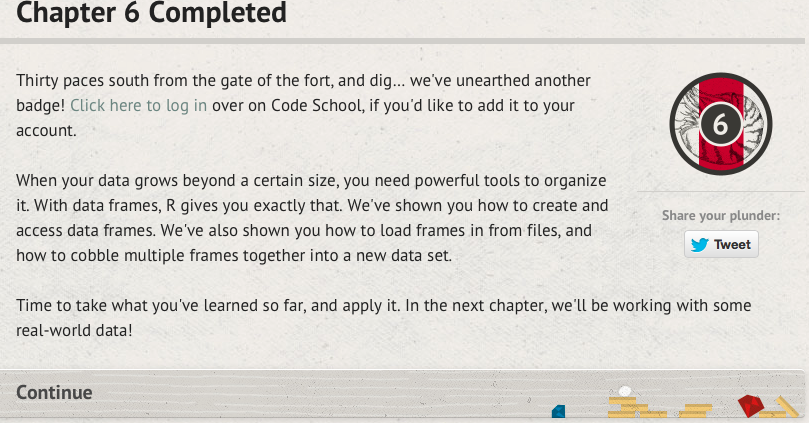 Chapter 6 Completed
Thirty paces south from the gate of the fort, and dig... we've unearthed another
badge! Click here to log in over on Code School, if you'd like to add it to your
account.
6
When your data grows beyond a certain size, you need powerful tools to organize
it. With data frames, R gives you exactly that. We've shown you how to create and
access data frames. We've also shown you how to load frames in from files, and
how to cobble multiple frames together into a new data set.
Share your plunder:
Tweet
Time to take what you've learned so far, and apply it. In the next chapter, we'll be working with some
real-world data!
Continue